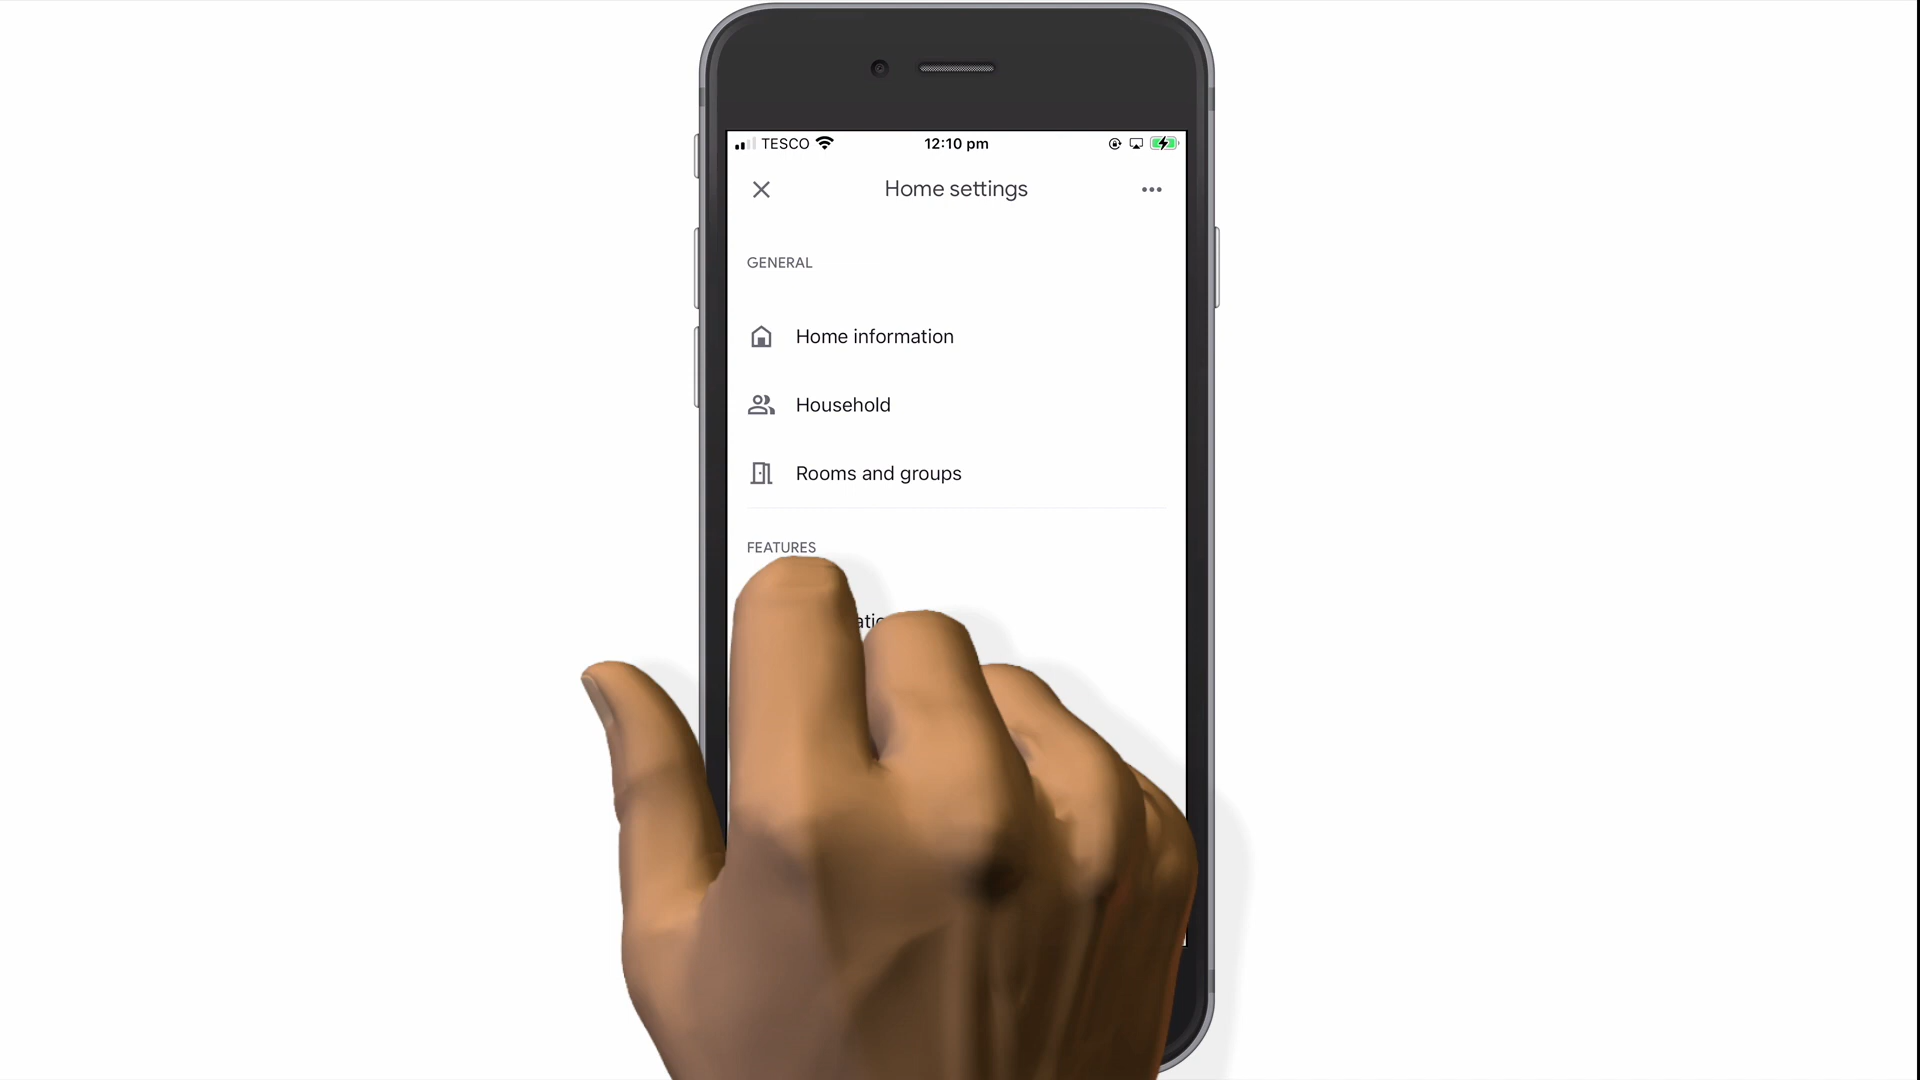 TESCO 12:10 pm
Home settings
GENERAL
Home information
Household
Rooms and groups
FEATURES